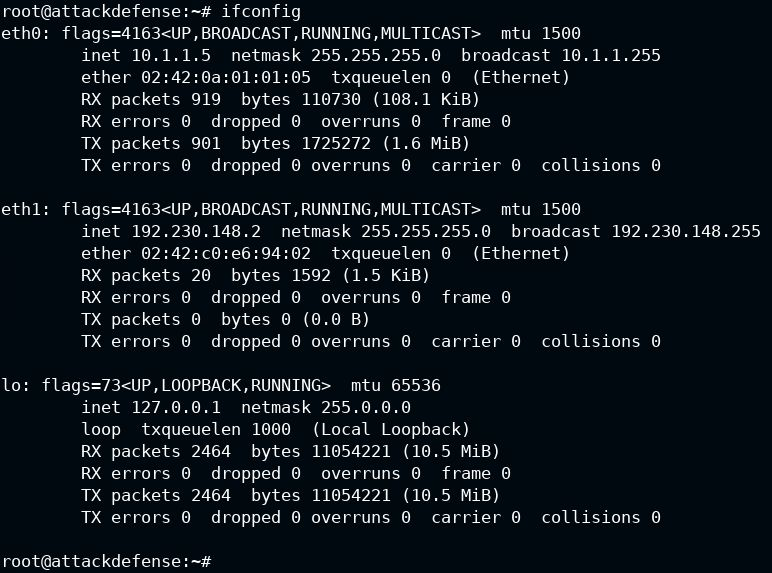 root@attackdefense:~# ifconfig
eth0: flags=4163<UP,BROADCAST,RUNNING,MULTICAST>  mtu 1500
        inet 10.1.1.5  netmask 255.255.255.0  broadcast 10.1.1.255
        ether 02:42:0a:01:01:05  txqueuelen 0  (Ethernet)
        RX packets 919  bytes 110730 (108.1 KiB)
        RX errors 0  dropped 0  overruns 0  frame 0
        TX packets 901  bytes 1725272 (1.6 MiB)
        TX errors 0  dropped 0 overruns 0  carrier 0  collisions 0

eth1: flags=4163<UP,BROADCAST,RUNNING,MULTICAST>  mtu 1500
        inet 192.230.148.2  netmask 255.255.255.0  broadcast 192.230.148.255
        ether 02:42:c0:e6:94:02  txqueuelen 0  (Ethernet)
        RX packets 20  bytes 1592 (1.5 KiB)
        RX errors 0  dropped 0  overruns 0  frame 0
        TX packets 0  bytes 0 (0.0 B)
        TX errors 0  dropped 0 overruns 0  carrier 0  collisions 0

lo: flags=73<UP,LOOPBACK,RUNNING>  mtu 65536
        inet 127.0.0.1  netmask 255.0.0.0
        loop  txqueuelen 1000  (Local Loopback)
        RX packets 2464  bytes 11054221 (10.5 MiB)
        RX errors 0  dropped 0  overruns 0  frame 0
        TX packets 2464  bytes 11054221 (10.5 MiB)
        TX errors 0  dropped 0 overruns 0  carrier 0  collisions 0

root@attackdefense:~#